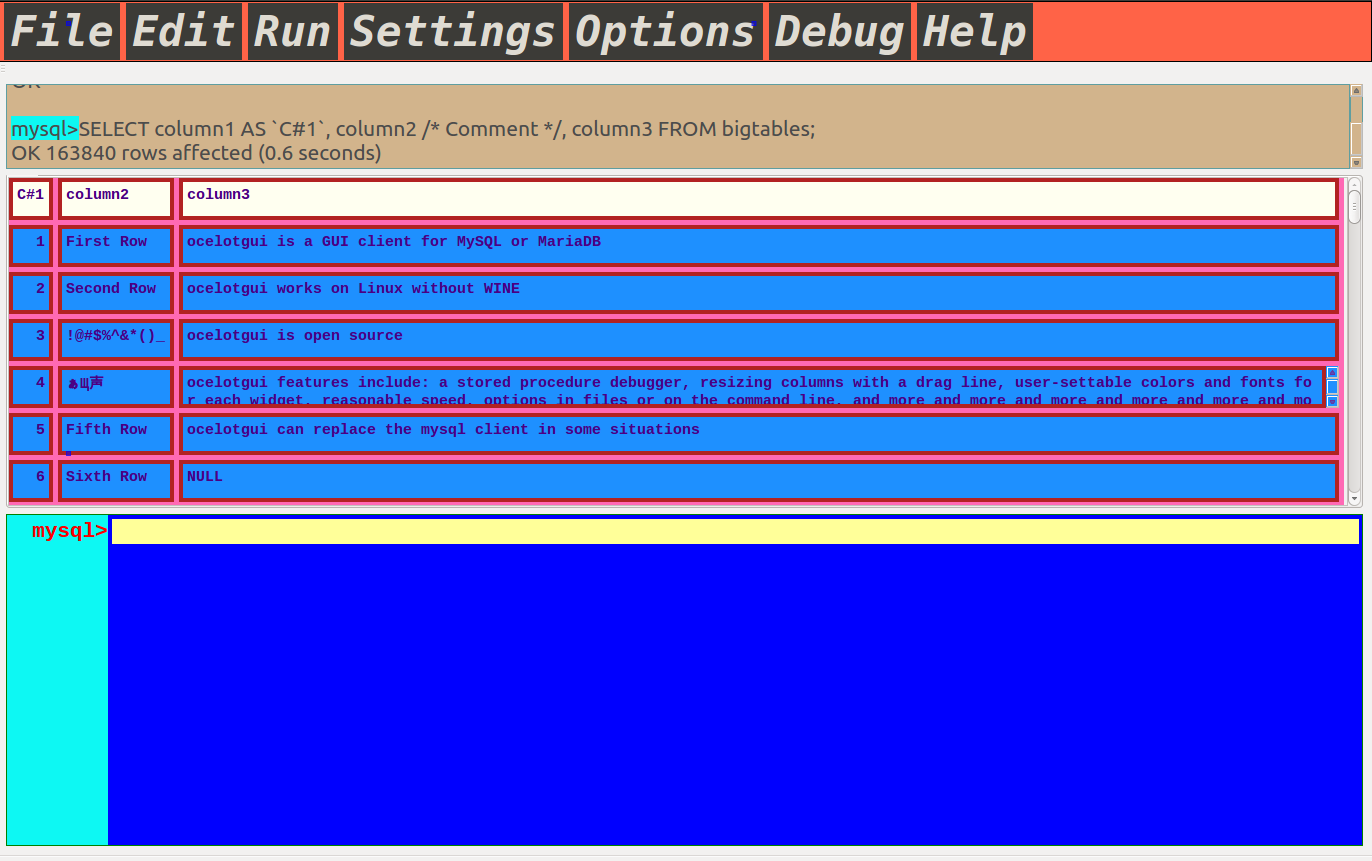 File Edit Run Settings Options Debug Help
OK
mysql>SELECT column1 AS `C#1`, column2 /* Comment */, column3 FROM bigtables;
OK 163840 rows affected (0.6 seconds)
C#1 column2 column3
1 First Row ocelotgui is a GUI client for MySQL or MariaDB
2 Second Row ocelotgui works on Linux without WINE
3 !@#$%^&*()_ ocelotgui is open source
4 あЩ声 ocelotgui features include: a stored procedure debugger, resizing columns with a drag line, user-settable colors and fonts fo
r each widget, reasonable speed, options in files or on the command line, and more and more and more and more and more and mo
5 Fifth Row ocelotgui can replace the mysql client in some situations
6 Sixth Row NULL
mysql>